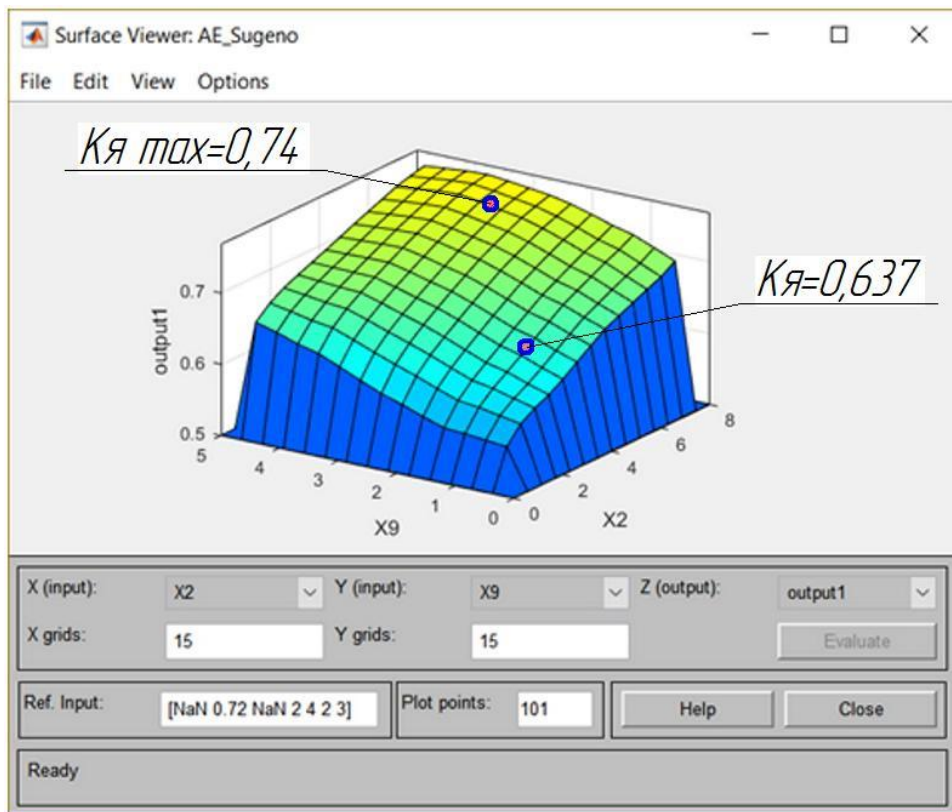 Surface Viewer: AE_Sugeno
File Edit View Options
Kя max=0,74
Kя=0,637
0.7
0.6
0.5
output1
5
4
3
2
1
0
X9
0
2
4
6
8
X2
X (input): X2 Y (input): X9 Z (output): output1
X grids: 15 Y grids: 15 Evaluate
Ref. Input: [NaN 0.72 NaN 2 4 2 3] Plot points: 101 Help Close
Ready